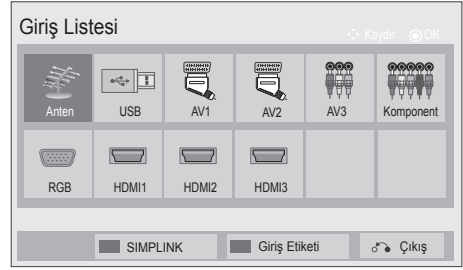 Giriş Listesi
Kaydır OK
Anten USB AV1 AV2 AV3 Komponent
RGB HDMI1 HDMI2 HDMI3
SIMPLINK Giriş Etiketi Çıkış